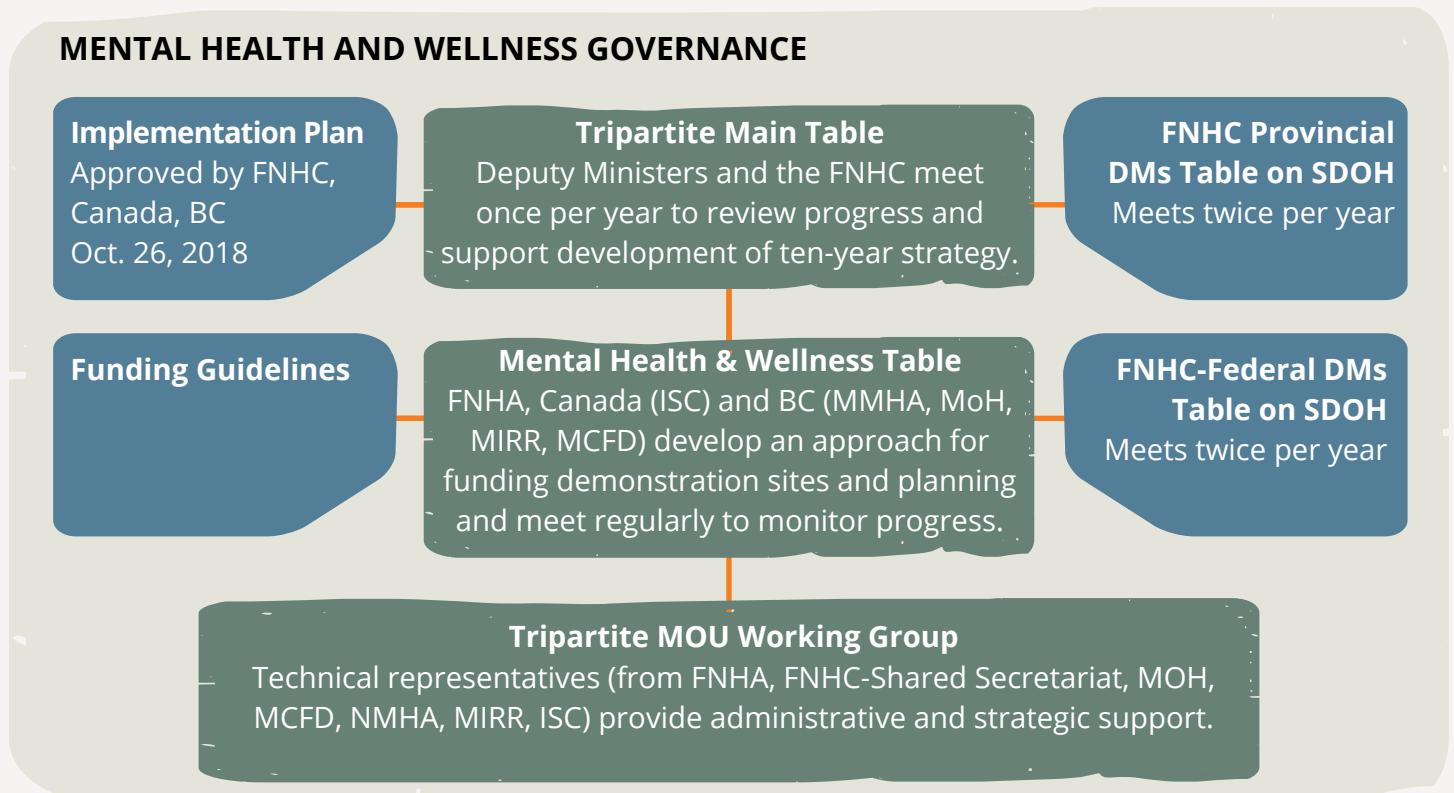 MENTAL HEALTH AND WELLNESS GOVERNANCE
Implementation Plan
Approved by FNHC,
Canada, BC
Oct. 26, 2018
Tripartite Main Table
Deputy Ministers and the FNHC meet
once per year to review progress and
support development of ten-year strategy.
FNHC Provincial
DMs Table on SDOH
Meets twice per year
Funding Guidelines
Mental Health & Wellness Table
FNHA, Canada (ISC) and BC (MMHA, MoH,
MIRR, MCFD) develop an approach for
funding demonstration sites and planning
and meet regularly to monitor progress.
FNHC-Federal DMs
Table on SDOH
Meets twice per year
Tripartite MOU Working Group
Technical representatives (from FNHA, FNHC-Shared Secretariat, MOH,
MCFD, NMHA, MIRR, ISC) provide administrative and strategic support.